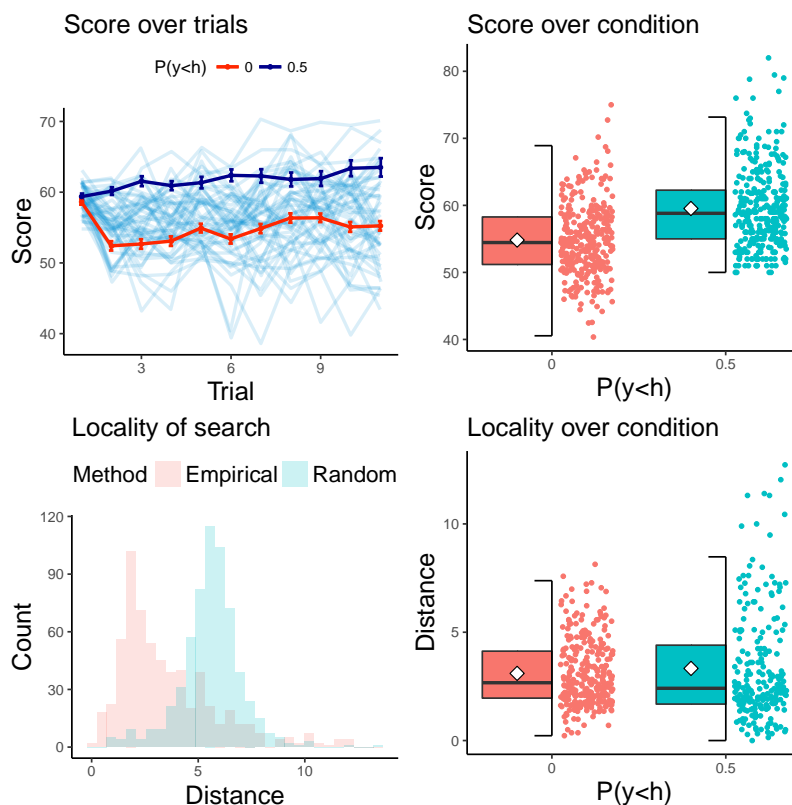 Score over trials
P(y<h) 0 0.5
70
60
50
40
Score
3 6 9
Trial
Score over condition
80
70
60
50
40
Score
0 0.5
P(y<h)
Locality of search
Method Empirical Random
120
90
60
30
0
Count
0 5 10
Distance
Locality over condition
10
5
0
Distance
0 0.5
P(y<h)